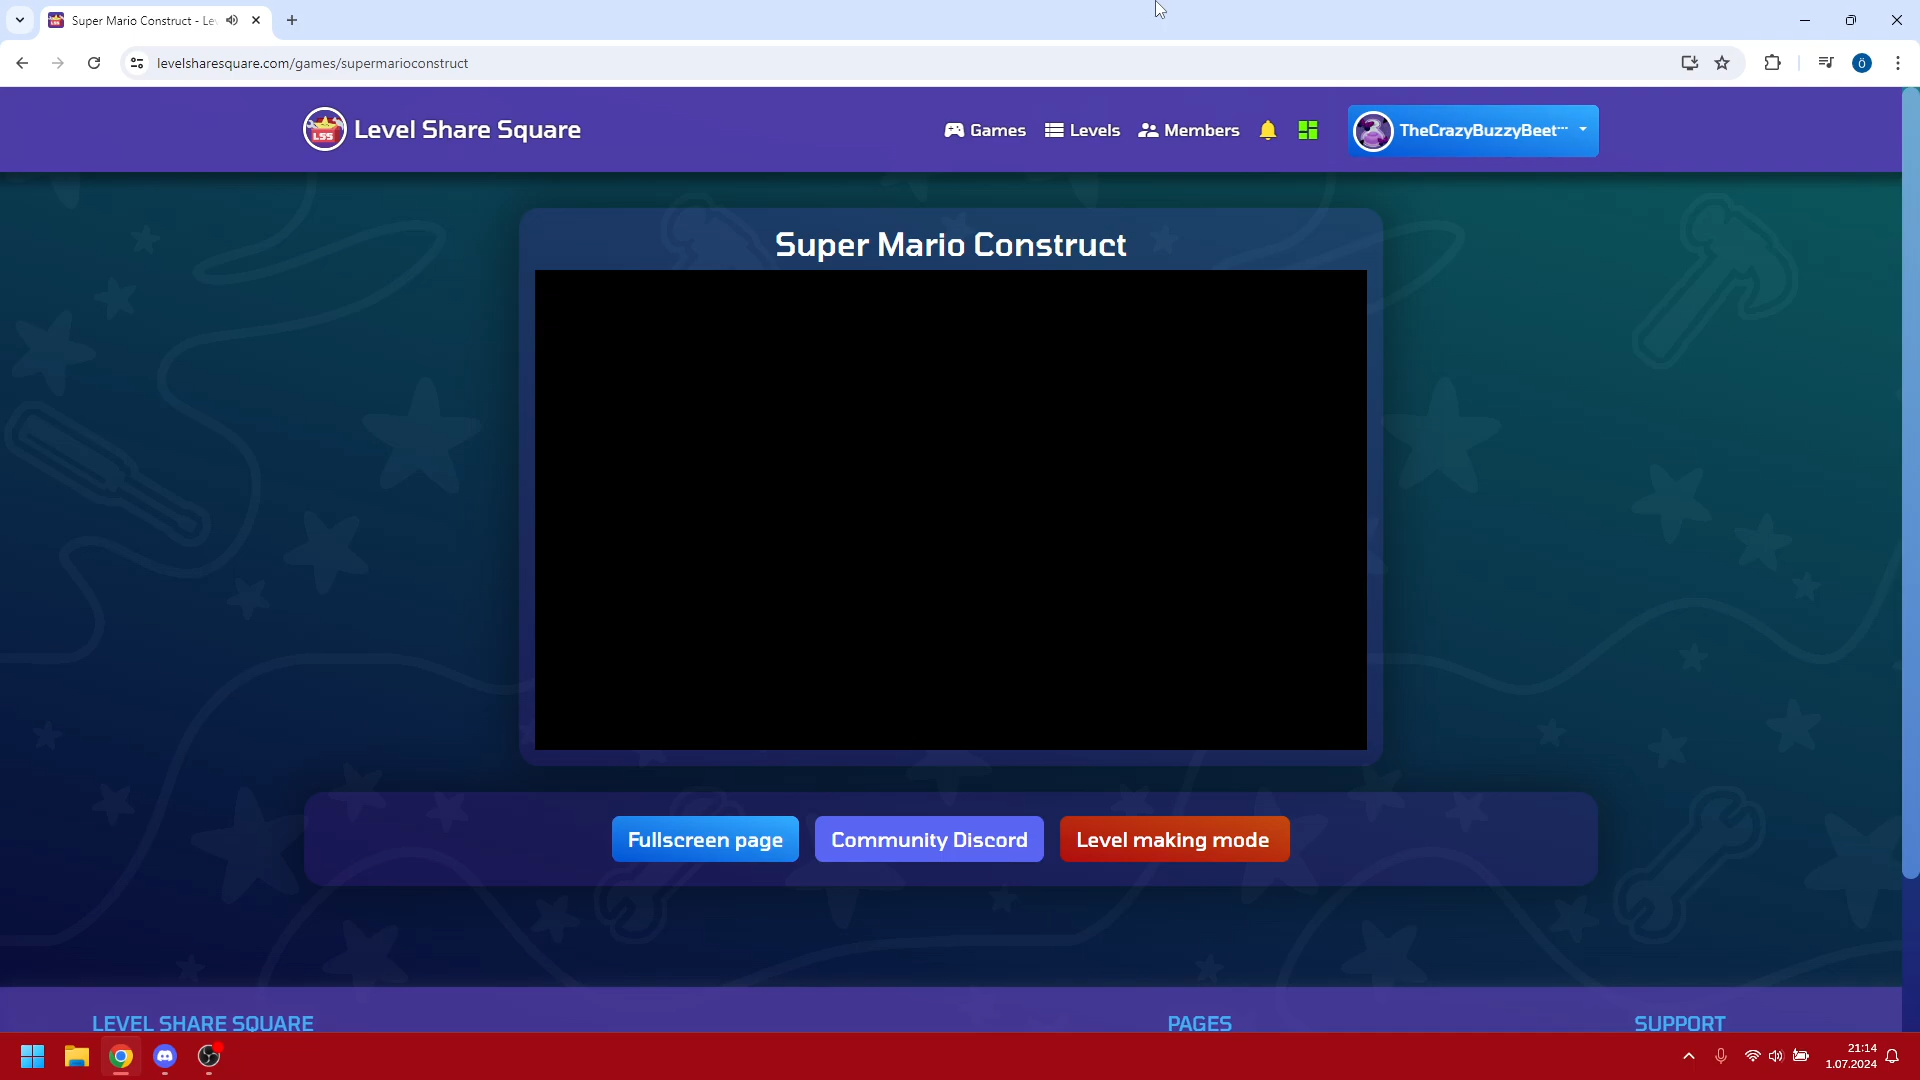 Super Mario Construct - Le
levelsharesquare.com/games/supermarioconstruct
ö
LSS
Level Share Square
Games
Levels
Members
TheCrazyBuzzyBeet...
Super Mario Construct
Fullscreen page
Community Discord
Level making mode
LEVEL SHARE SQUARE
PAGES
SUPPORT
21:14
1.07.2024